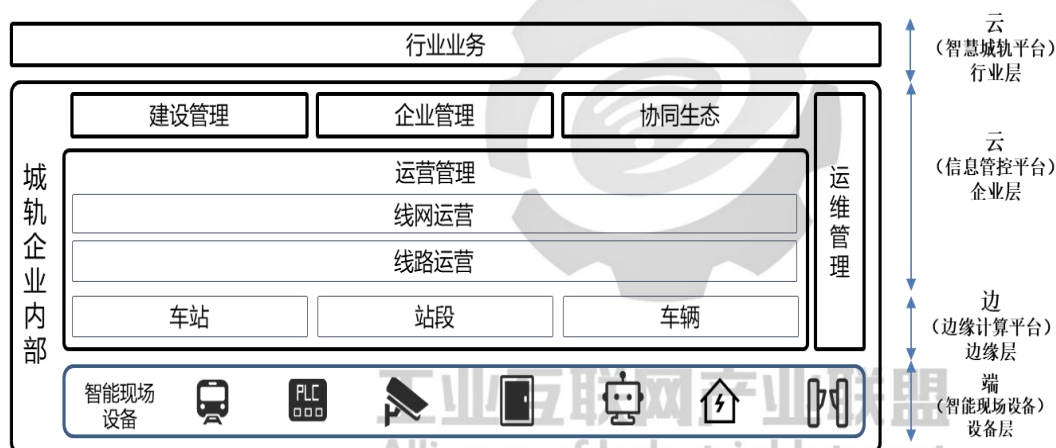 行业业务
云
（智慧城轨平台）
行业层
城轨企业内部
建设管理
企业管理
协同生态
运营管理
线网运营
线路运营
车站
站段
车辆
运维管理
云
（信息管控平台）
企业层
边
（边缘计算平台）
边缘层
智能现场
设备
PLC
端
（智能现场设备）
设备层
工业互联网产业联盟